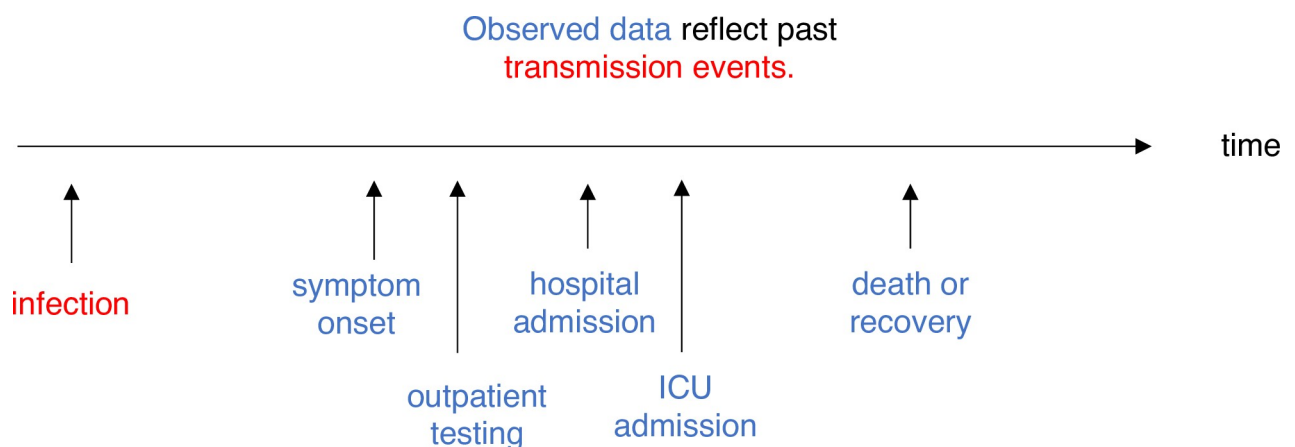 Observed data reflect past
transmission events.
time
infection
symptom
onset
outpatient
testing
hospital
admission
ICU
admission
death or
recovery